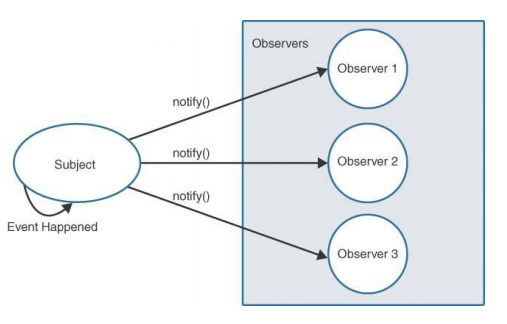 Observers
Observer 1
notify()
notify()
Observer 2
Subject
notify()
Event Happened
Observer 3